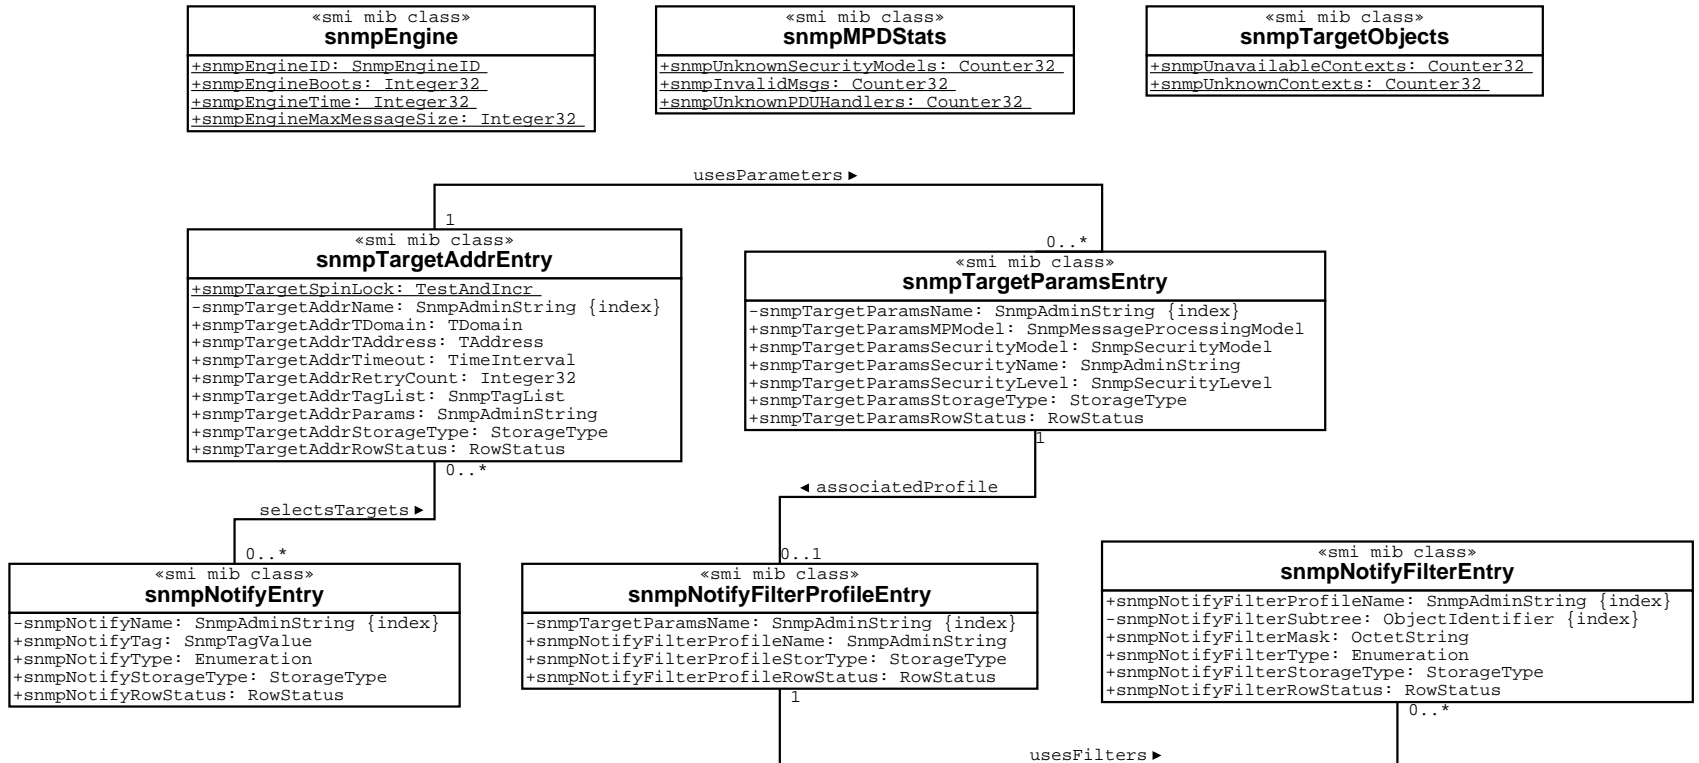 «smi mib class»
snmpEngine
+snmpEngineID: SnmpEngineID
+snmpEngineBoots: Integer32
+snmpEngineTime: Integer32
+snmpEngineMaxMessageSize: Integer32
«smi mib class»
snmpMPDStats
+snmpUnknownSecurityModels: Counter32
+snmpInvalidMsgs: Counter32
+snmpUnknownPDUHandlers: Counter32
«smi mib class»
snmpTargetObjects
+snmpUnavailableContexts: Counter32
+snmpUnknownContexts: Counter32
usesParameters ►
1
0..*
«smi mib class»
snmpTargetAddrEntry
+snmpTargetSpinLock: TestAndIncr
-snmpTargetAddrName: SnmpAdminString {index}
+snmpTargetAddrTDomain: TDomain
+snmpTargetAddrTAddress: TAddress
+snmpTargetAddrTimeout: TimeInterval
+snmpTargetAddrRetryCount: Integer32
+snmpTargetAddrTagList: SnmpTagList
+snmpTargetAddrParams: SnmpAdminString
+snmpTargetAddrStorageType: StorageType
+snmpTargetAddrRowStatus: RowStatus
«smi mib class»
snmpTargetParamsEntry
-snmpTargetParamsName: SnmpAdminString {index}
+snmpTargetParamsMPModel: SnmpMessageProcessingModel
+snmpTargetParamsSecurityModel: SnmpSecurityModel
+snmpTargetParamsSecurityName: SnmpAdminString
+snmpTargetParamsSecurityLevel: SnmpSecurityLevel
+snmpTargetParamsStorageType: StorageType
+snmpTargetParamsRowStatus: RowStatus
0..*
1
◄ associatedProfile
selectsTargets ►
0..*
0..1
«smi mib class»
snmpNotifyEntry
-snmpNotifyName: SnmpAdminString {index}
+snmpNotifyTag: SnmpTagValue
+snmpNotifyType: Enumeration
+snmpNotifyStorageType: StorageType
+snmpNotifyRowStatus: RowStatus
«smi mib class»
snmpNotifyFilterProfileEntry
-snmpTargetParamsName: SnmpAdminString {index}
+snmpNotifyFilterProfileName: SnmpAdminString
+snmpNotifyFilterProfileStorType: StorageType
+snmpNotifyFilterProfileRowStatus: RowStatus
«smi mib class»
snmpNotifyFilterEntry
+snmpNotifyFilterProfileName: SnmpAdminString {index}
-snmpNotifyFilterSubtree: ObjectIdentifier {index}
+snmpNotifyFilterMask: OctetString
+snmpNotifyFilterType: Enumeration
+snmpNotifyFilterStorageType: StorageType
+snmpNotifyFilterRowStatus: RowStatus
1
0..*
usesFilters ►